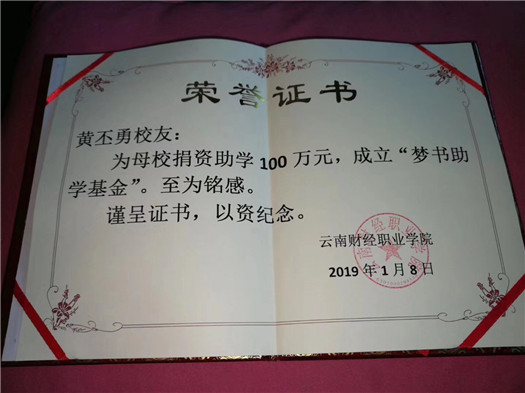 荣誉证书
黄丕勇校友：
为母校捐资助学100万元，成立“梦书助
学基金”。至为铭感。
谨呈证书，以资纪念。
云南财经职业学院
2019年1月8日